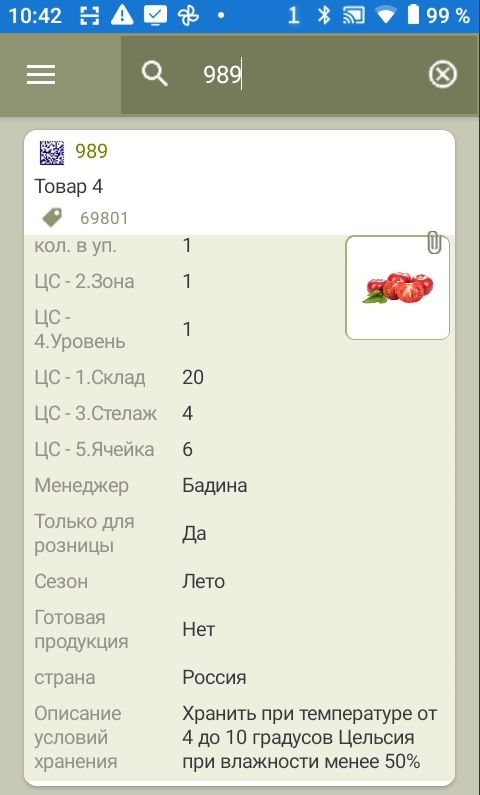 10:42 1 99 %
989
989
Товар 4
69801
кол. в уп. 1
ЦС - 2.Зона 1
ЦС -
4.Уровень 1
ЦС - 1.Склад 20
ЦС - 3.Стелаж 4
ЦС - 5.Ячейка 6
Менеджер Бадина
Только для
розницы Да
Сезон Лето
Готовая
продукция Нет
страна Россия
Описание Хранить при температуре от
условий 4 до 10 градусов Цельсия
хранения при влажности менее 50%